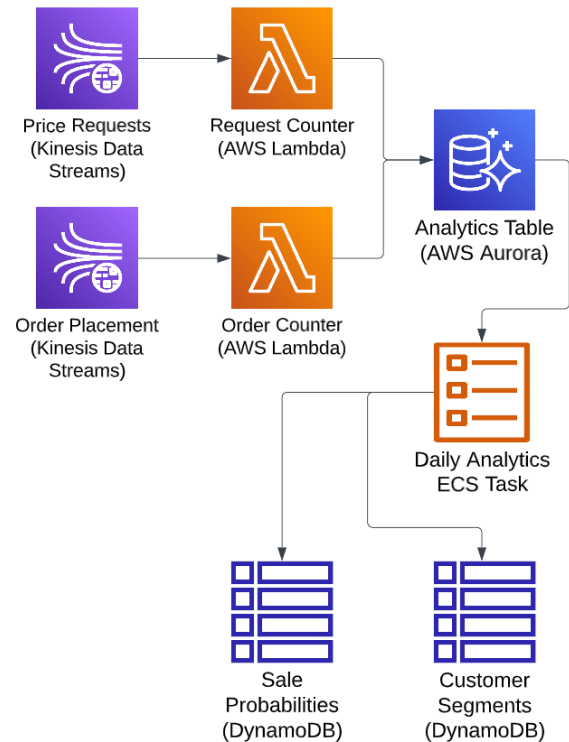 Price Requests
(Kinesis Data
Streams)
Request Counter
(AWS Lambda)
Analytics Table
(AWS Aurora)
Order Placement
(Kinesis Data
Streams)
Order Counter
(AWS Lambda)
Daily Analytics
ECS Task
Sale
Probabilities
(DynamoDB)
Customer
Segments
(DynamoDB)